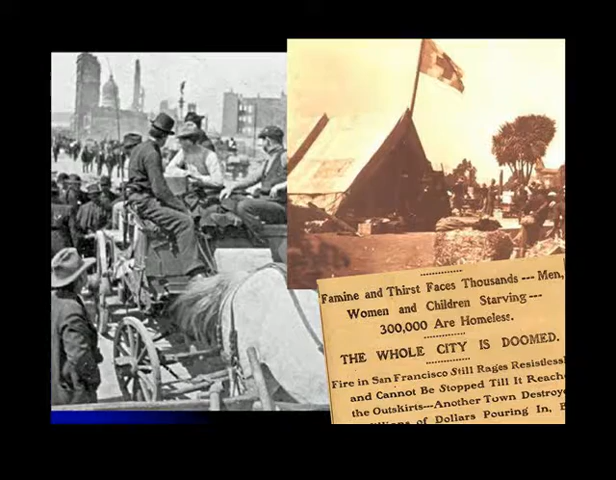 Famine and Thirst Faces Thousands---Men,
Women and Children Starving---
300,000 Are Homeless.
THE WHOLE CITY IS DOOMED.
Fire in San Francisco Still Rages Resistless
and Cannot Be Stopped Till It Reach
the Outskirts---Another Town Destroye
of Dollars Pouring In,